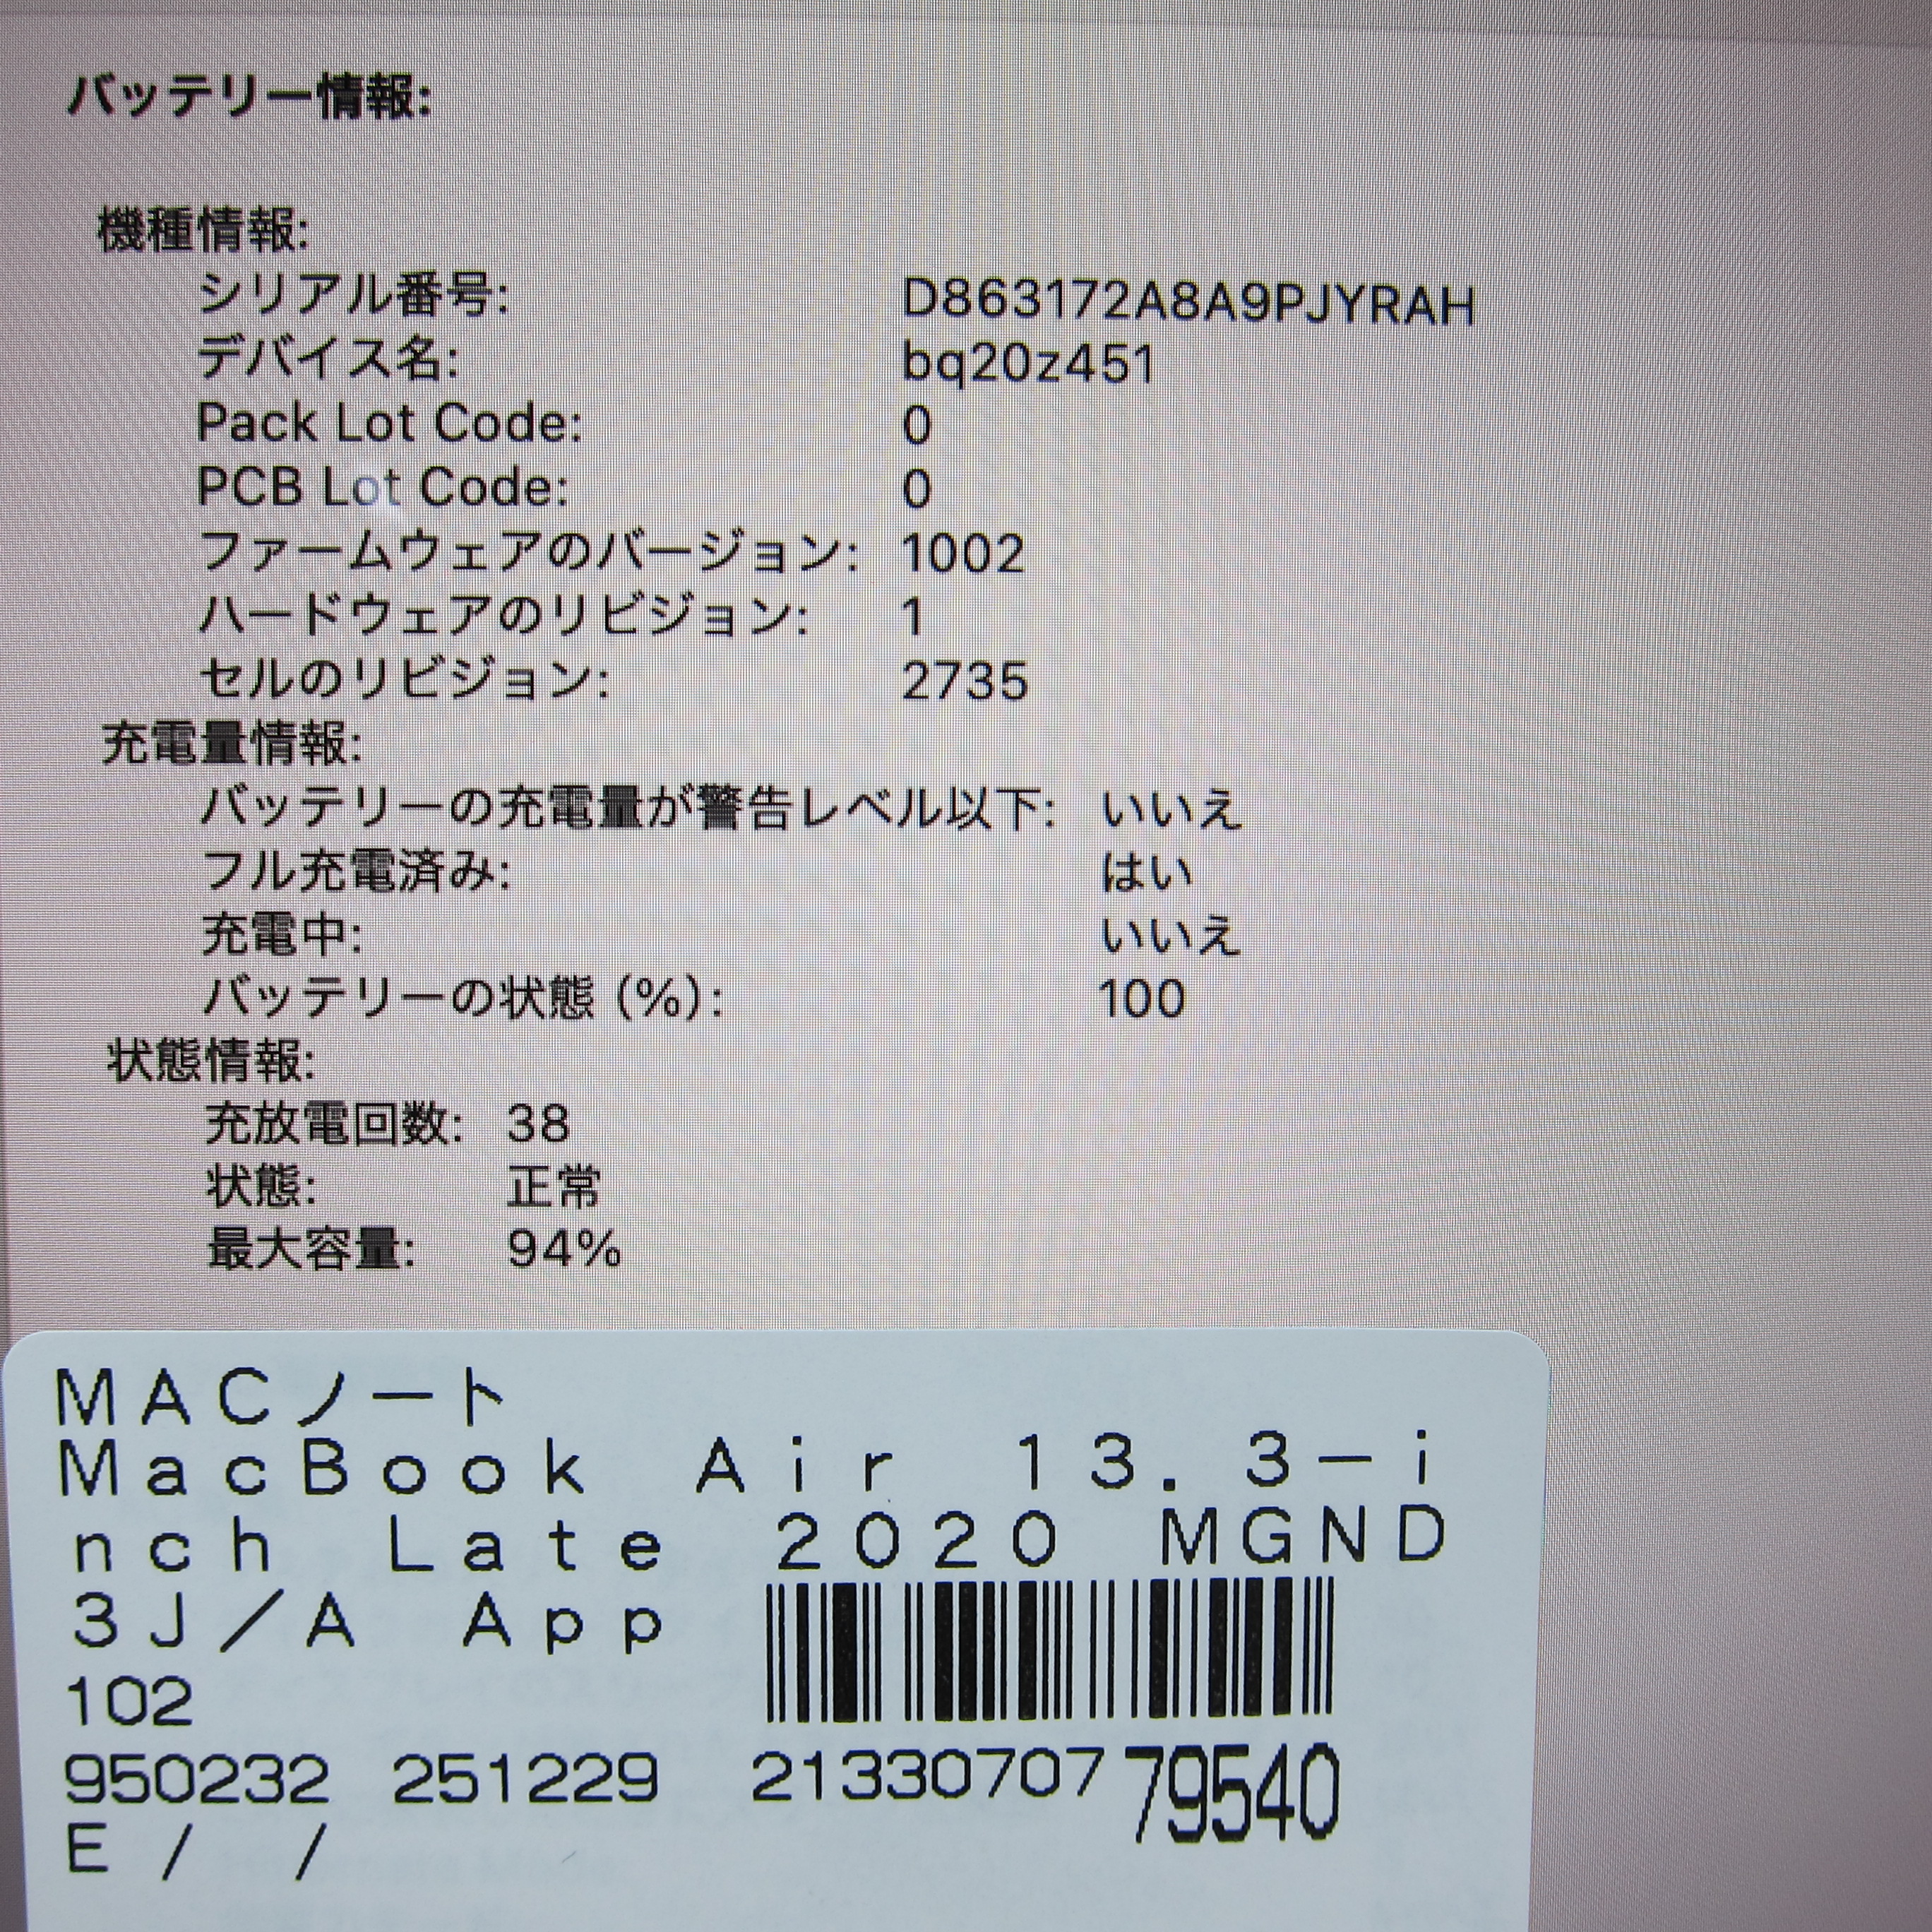 バッテリー情報:
機種情報:
シリアル番号: D863172A8A9PJYRAH
デバイス名: bq20z451
Pack Lot Code: 0
PCB Lot Code: 0
ファームウェアのバージョン: 1002
ハードウェアのリビジョン: 1
セルのリビジョン: 2735
充電量情報:
バッテリーの充電量が警告レベル以下: いいえ
フル充電済み: はい
充電中: いいえ
バッテリーの状態 (%): 100
状態情報:
充放電回数: 38
状態: 正常
最大容量: 94%
MACノート
MacBook Air 13.3-i
nch Late 2020 MGND
3J/A App
102
950232 251229 21330707 79540
E / /